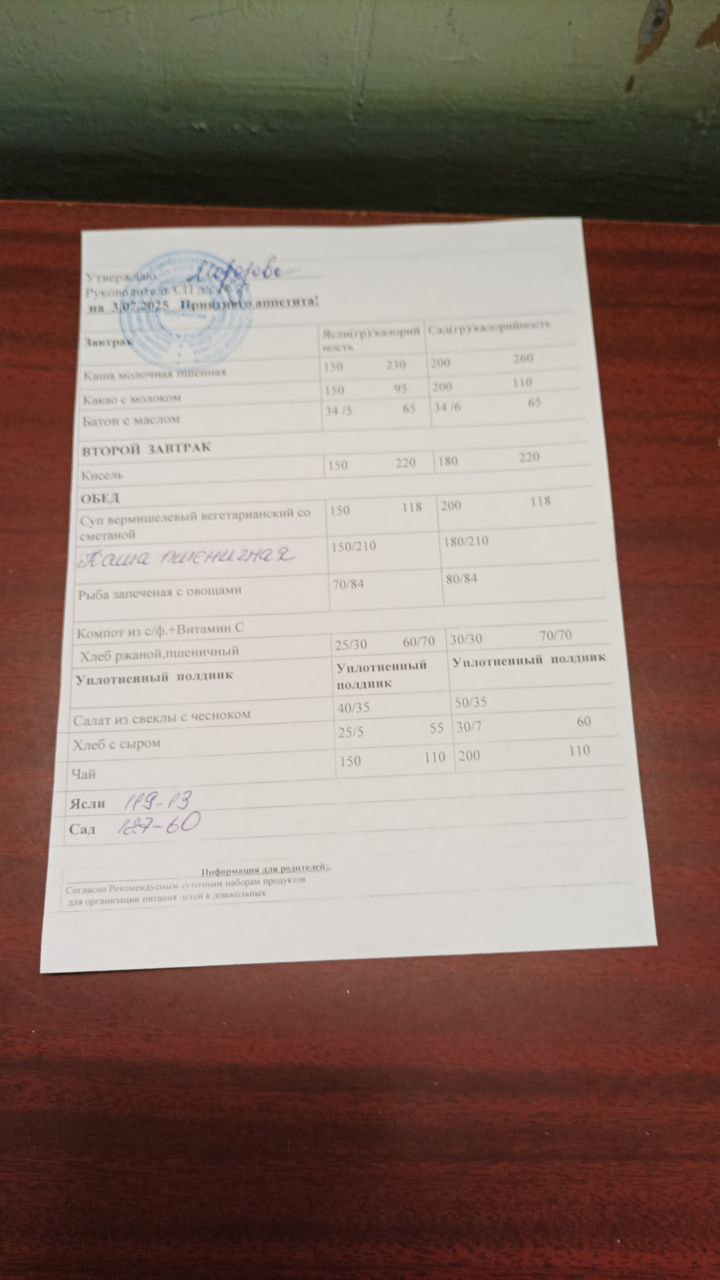 Утверждаю
Руководитель СП
на 3.07.2025 Приятного аппетита!
Завтрак Ясли(гр)/калорий ность Сад(гр)/калорийность
Каша молочная пшенная 150 230 200 260
Какао с молоком 150 95 200 110
Батон с маслом 34 /5 65 34 /6 65
ВТОРОЙ ЗАВТРАК
Кисель 150 220 180 220
ОБЕД
Суп вермишелевый вегетарианский со сметаной 150 118 200 118
Каша пшеничная 150/210 180/210
Рыба запеченая с овощами 70/84 80/84
Компот из с/ф.+Витамин С
Хлеб ржаной,пшеничный 25/30 60/70 30/30 70/70
Уплотненный полдник Уплотненный полдник Уплотненный полдник
Салат из свеклы с чесноком 40/35 50/35
Хлеб с сыром 25/5 55 30/7 60
Чай 150 110 200 110
Ясли 119-13
Сад 127-60
Информация для родителей:.
Согласно Рекомендуемым суточным наборам продуктов
для организации питания детей в дошкольных